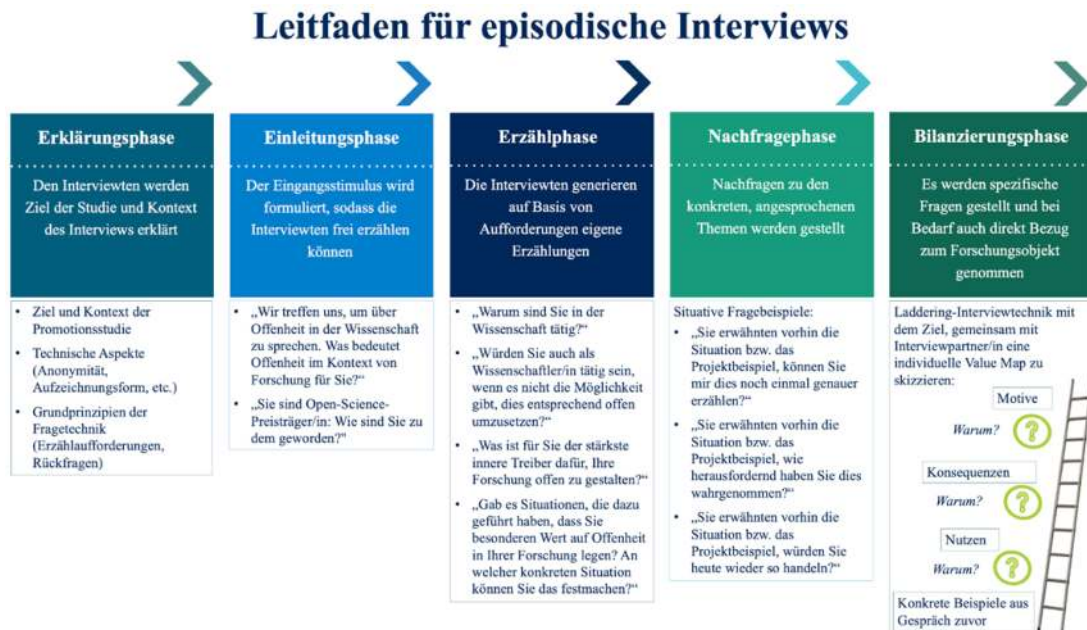 Leitfaden für episodische Interviews
Erklärungsphase
Den Interviewten werden
Ziel der Studie und Kontext
des Interviews erklärt
• Ziel und Kontext der
Promotionsstudie
• Technische Aspekte
(Anonymität,
Aufzeichnungsform, etc.)
• Grundprinzipien der
Fragetechnik
(Erzählaufforderungen,
Rückfragen)
Einleitungsphase
Der Eingangsstimulus wird
formuliert, sodass die
Interviewten frei erzählen
können
• „Wir treffen uns, um über
Offenheit in der Wissenschaft
zu sprechen. Was bedeutet
Offenheit im Kontext von
Forschung für Sie?“
• „Sie sind Open-Science-
Preisträger/in: Wie sind Sie zu
dem geworden?"
Erzählphase
Die Interviewten generieren
auf Basis von
Aufforderungen eigene
Erzählungen
• „Warum sind Sie in der
Wissenschaft tätig?“
• „Würden Sie auch als
Wissenschaftler/in tätig sein,
wenn es nicht die Möglichkeit
gibt, dies entsprechend offen
umzusetzen?“
• „Was ist für Sie der stärkste
innere Treiber dafür, Ihre
Forschung offen zu gestalten?“
• „Gab es Situationen, die dazu
geführt haben, dass Sie
besonderen Wert auf Offenheit
in Ihrer Forschung legen? An
welcher konkreten Situation
können Sie das festmachen?“
Nachfragephase
Nachfragen zu den
konkreten, angesprochenen
Themen werden gestellt
Situative Fragebeispiele:
• „Sie erwähnten vorhin die
Situation bzw. das
Projektbeispiel, können Sie
mir dies noch einmal genauer
erzählen?“
• „Sie erwähnten vorhin die
Situation bzw. das
Projektbeispiel, wie
herausfordernd haben Sie dies
wahrgenommen?“
• „Sie erwähnten vorhin die
Situation bzw. das
Projektbeispiel, würden Sie
heute wieder so handeln?“
Bilanzierungsphase
Es werden spezifische
Fragen gestellt und bei
Bedarf auch direkt Bezug
zum Forschungsobjekt
genommen
Laddering-Interviewtechnik mit
dem Ziel, gemeinsam mit
Interviewpartner/in eine
individuelle Value Map zu
skizzieren:
Motive
Warum? ?
Konsequenzen
Warum? ?
Nutzen
Warum? ?
Konkrete Beispiele aus
Gespräch zuvor